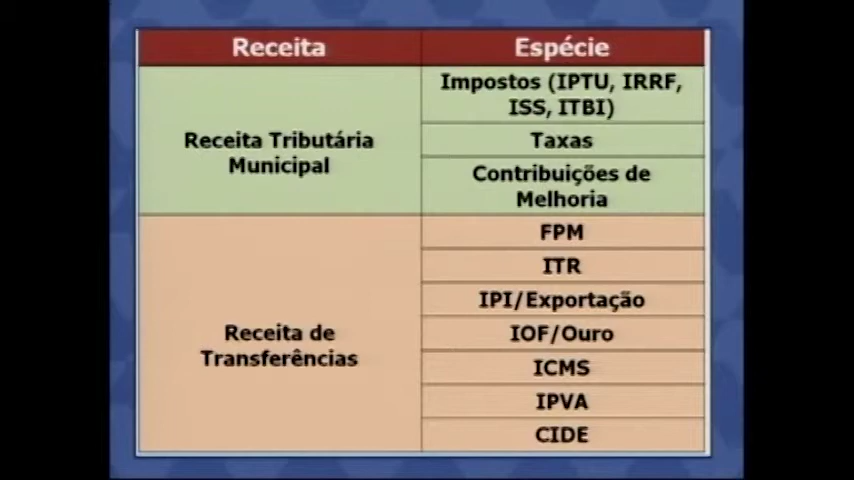 Receita
Espécie
Receita Tributária
Municipal
Impostos (IPTU, IRRF,
ISS, ITBI)
Taxas
Contribuições de
Melhoria
Receita de
Transferências
FPM
ITR
IPI/Exportação
IOF/Ouro
ICMS
IPVA
CIDE